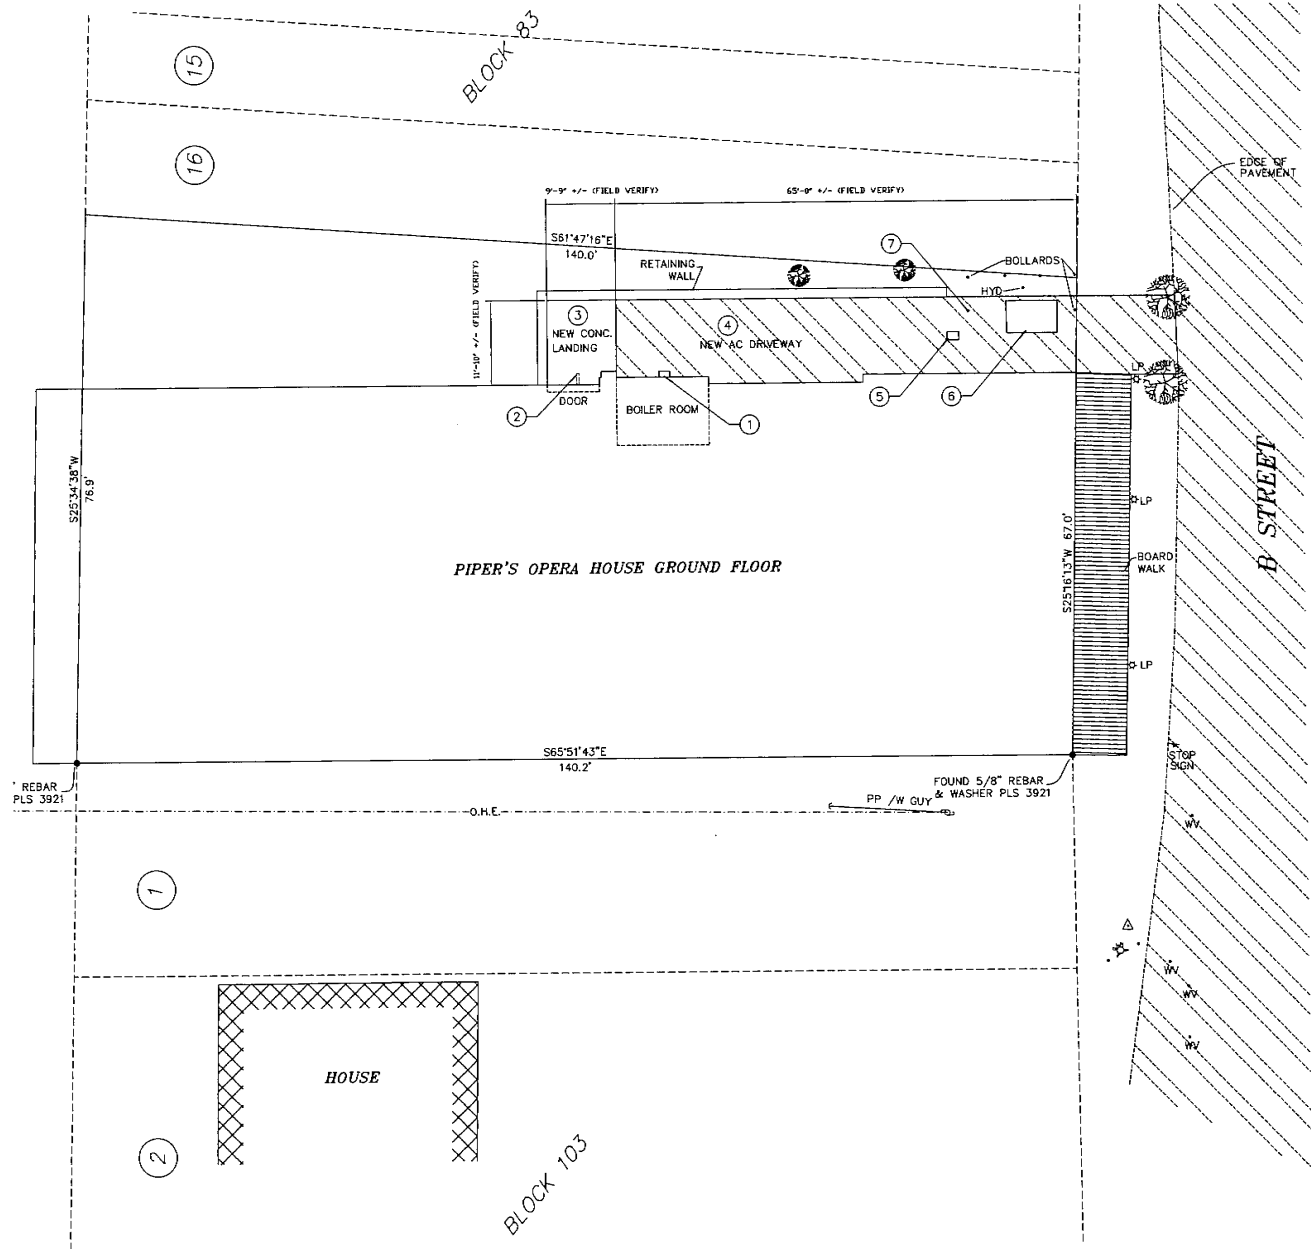 BLOCK 83
15
16
EDGE OF
PAVEMENT
9'-9" +/- (FIELD VERIFY)
65'-0" +/- (FIELD VERIFY)
S61°47'16"E
140.0'
7
RETAINING
WALL
BOLLARDS
HYD
11'-10" +/- (FIELD VERIFY)
3
NEW CONC.
LANDING
4
NEW AC DRIVEWAY
LP
2
DOOR
BOILER ROOM
1
5
6
B STREET
S25°34'38"W
76.9'
LP
PIPER'S OPERA HOUSE GROUND FLOOR
S25°16'13"W 67.0'
BOARD
WALK
LP
S65°51'43"E
140.2'
STOP
SIGN
" REBAR
PLS 3921
FOUND 5/8" REBAR
& WASHER PLS 3921
PP /W GUY
O.H.E.
WV
1
WV
WV
WV
HOUSE
2
BLOCK 103